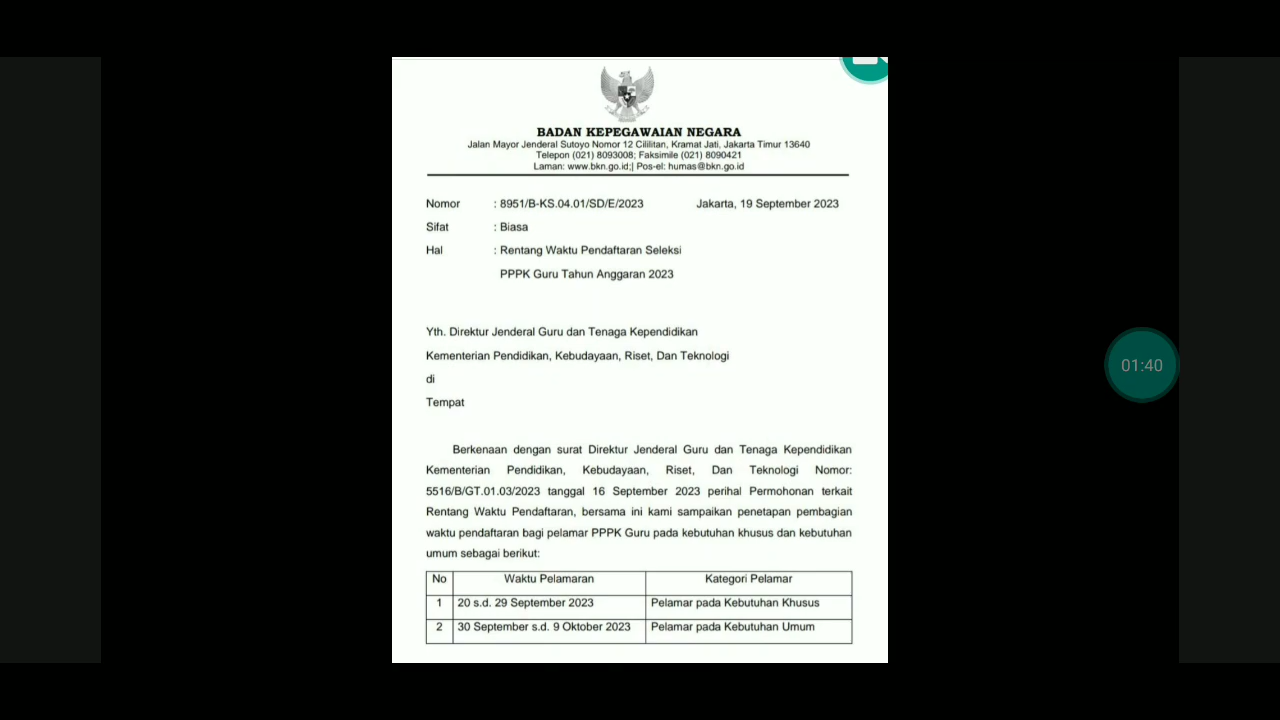 BADAN KEPEGAWAIAN NEGARA
Jalan Mayor Jenderal Sutoyo Nomor 12 Cililitan, Kramat Jati, Jakarta Timur 13640
Telepon (021) 8093008; Faksimile (021) 8090421
Laman: www.bkn.go.id;| Pos-el: humas@bkn.go.id
Nomor : 8951/B-KS.04.01/SD/E/2023 Jakarta, 19 September 2023
Sifat : Biasa
Hal : Rentang Waktu Pendaftaran Seleksi
PPPK Guru Tahun Anggaran 2023
Yth. Direktur Jenderal Guru dan Tenaga Kependidikan
Kementerian Pendidikan, Kebudayaan, Riset, Dan Teknologi
di
Tempat
01:40
Berkenaan dengan surat Direktur Jenderal Guru dan Tenaga Kependidikan
Kementerian Pendidikan, Kebudayaan, Riset, Dan Teknologi Nomor:
5516/B/GT.01.03/2023 tanggal 16 September 2023 perihal Permohonan terkait
Rentang Waktu Pendaftaran, bersama ini kami sampaikan penetapan pembagian
waktu pendaftaran bagi pelamar PPPK Guru pada kebutuhan khusus dan kebutuhan
umum sebagai berikut:
No Waktu Pelamaran Kategori Pelamar
1 20 s.d. 29 September 2023 Pelamar pada Kebutuhan Khusus
2 30 September s.d. 9 Oktober 2023 Pelamar pada Kebutuhan Umum